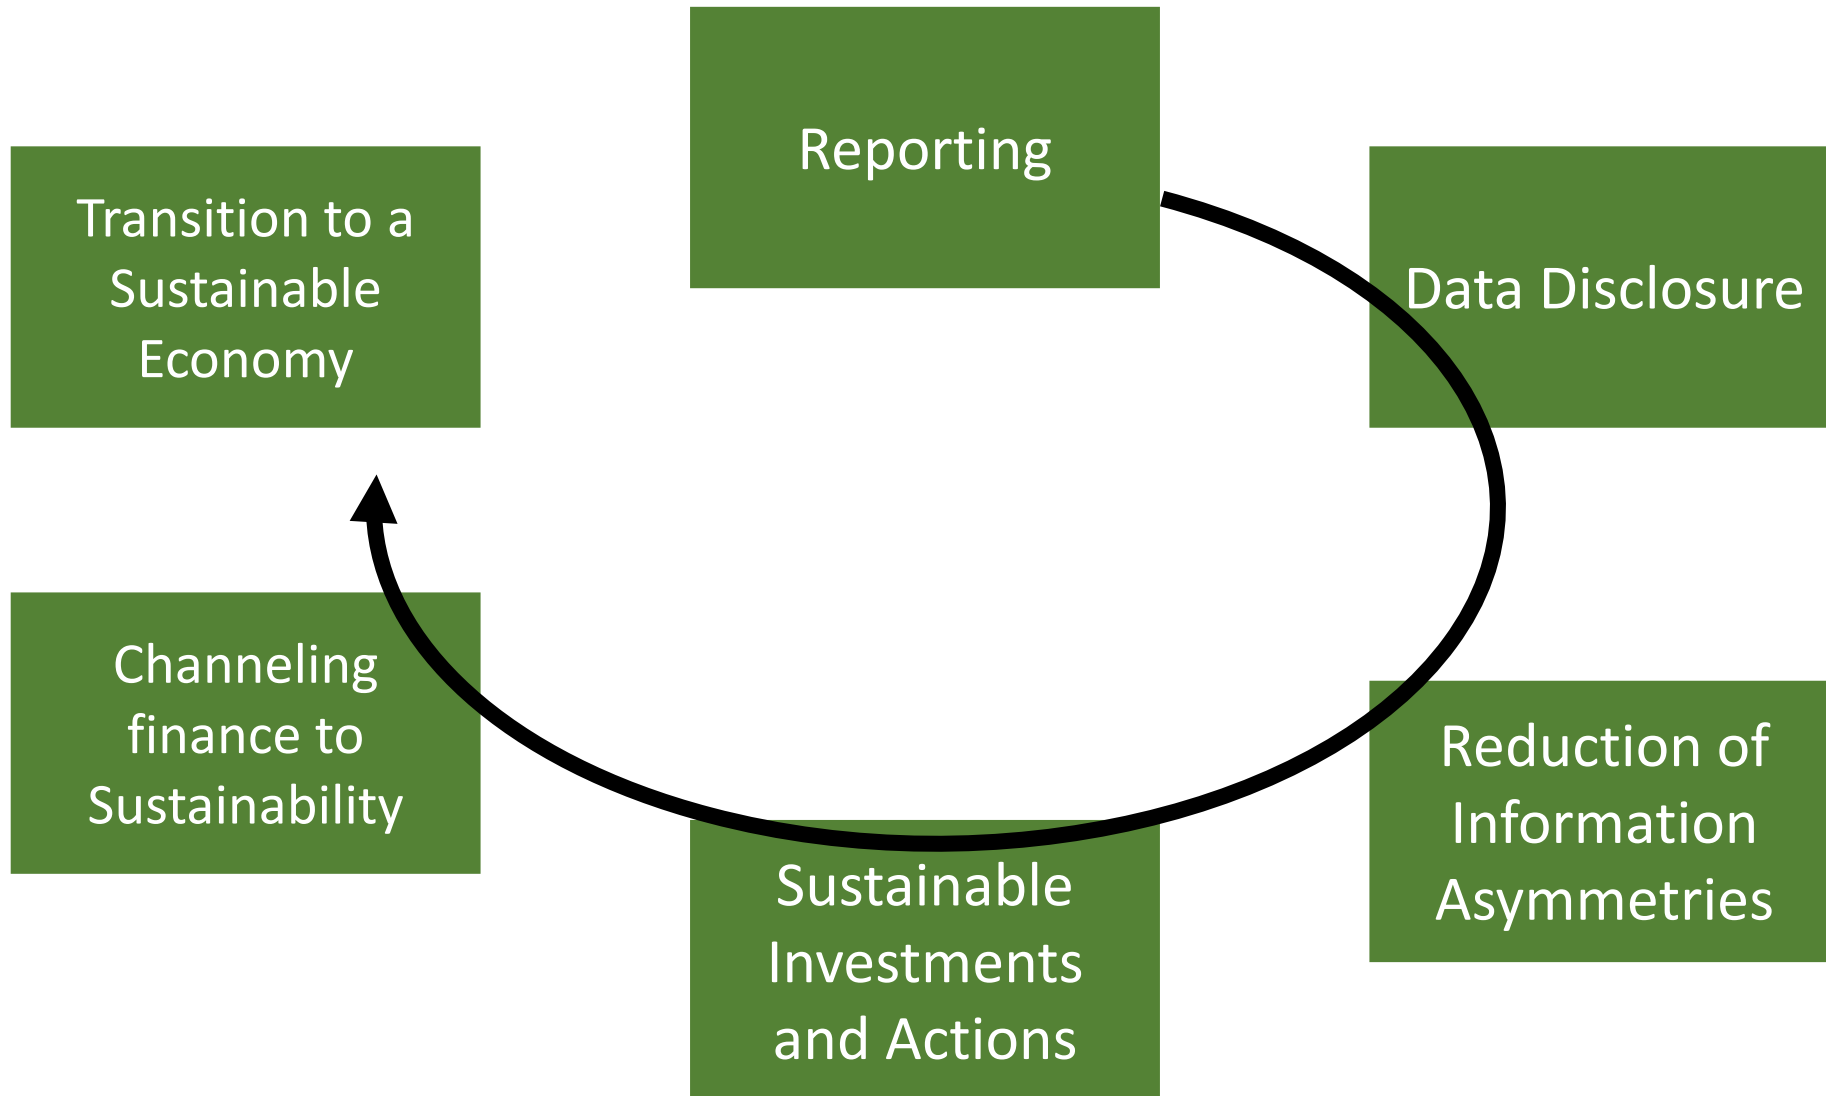 Reporting
Data Disclosure
Reduction of
Information
Asymmetries
Sustainable
Investments
and Actions
Channeling
finance to
Sustainability
Transition to a
Sustainable
Economy